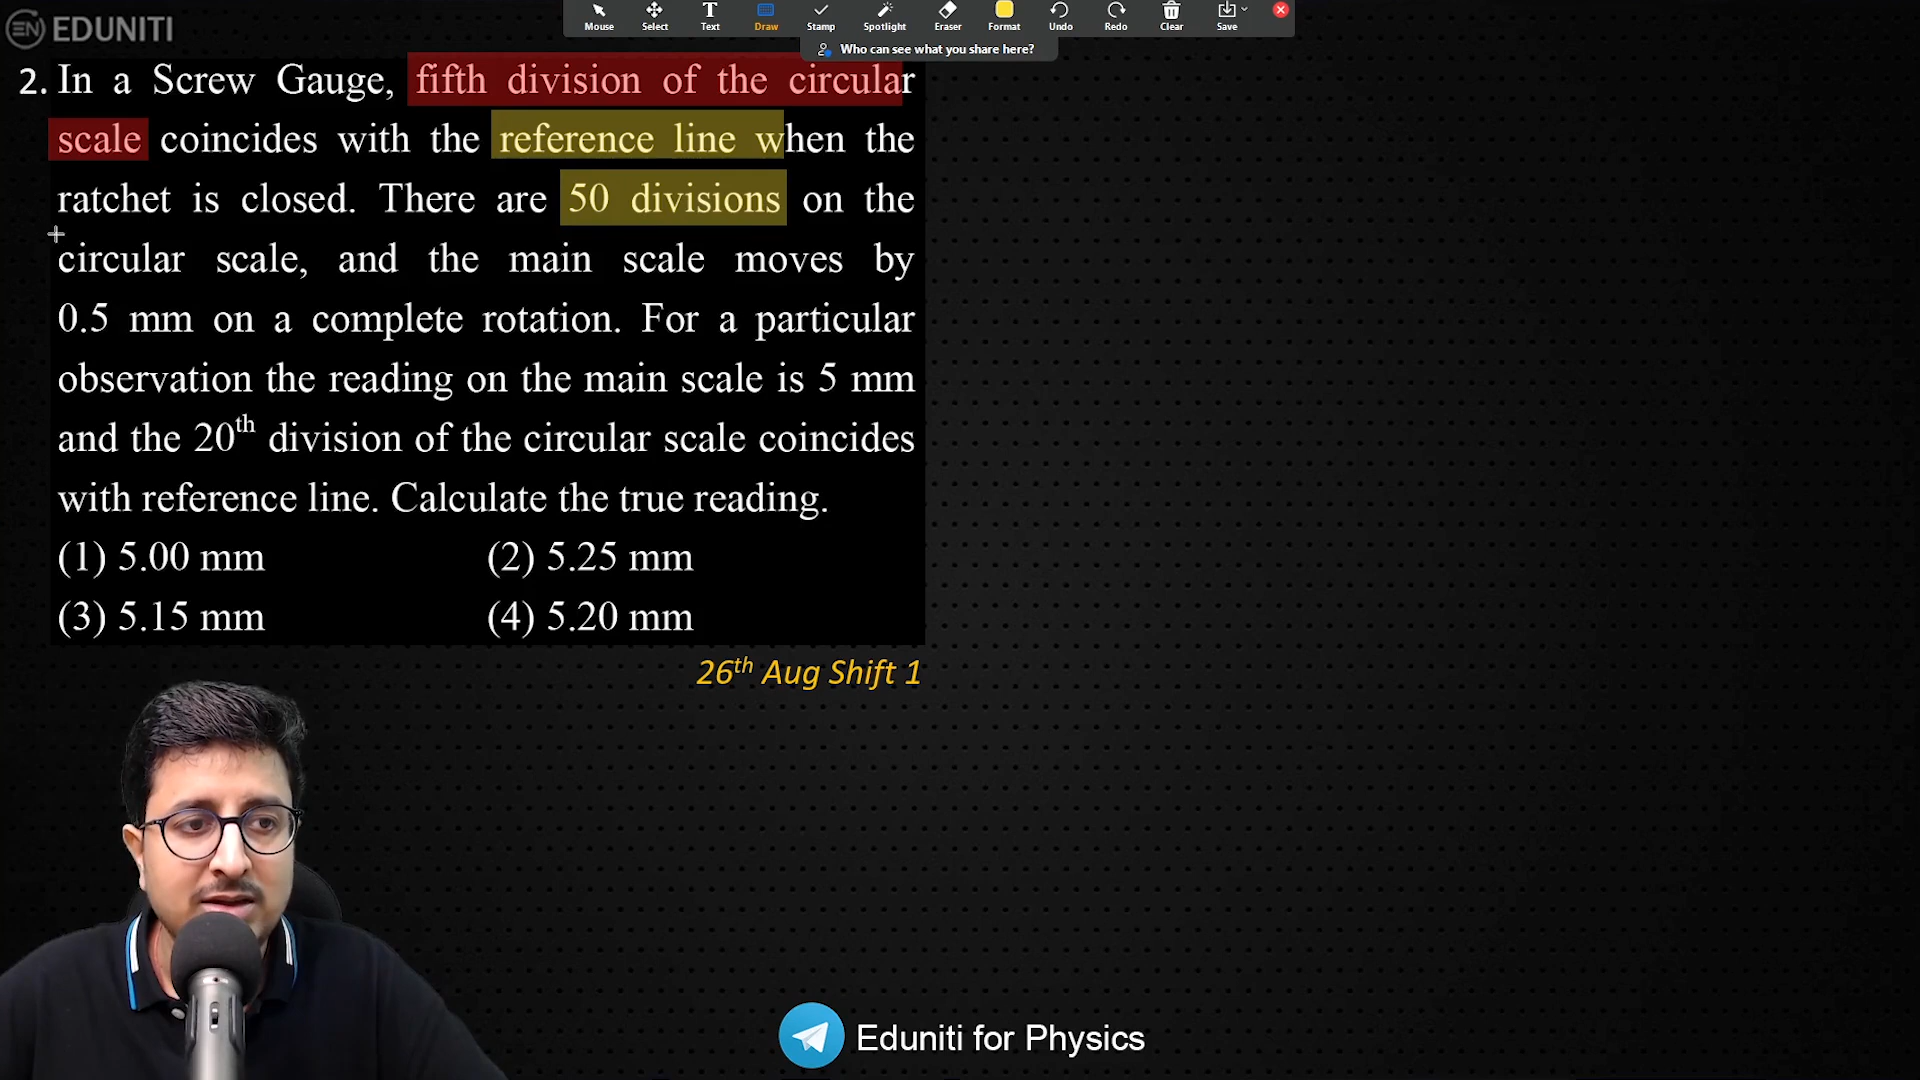 EN EDUNITI
Mouse Select Text Draw Stamp Spotlight Eraser Format Undo Redo Clear Save
Who can see what you share here?
2. In a Screw Gauge, fifth division of the circular
scale coincides with the reference line when the
ratchet is closed. There are 50 divisions on the
circular scale, and the main scale moves by
0.5 mm on a complete rotation. For a particular
observation the reading on the main scale is 5 mm
and the 20th division of the circular scale coincides
with reference line. Calculate the true reading.
(1) 5.00 mm (2) 5.25 mm
(3) 5.15 mm (4) 5.20 mm
26th Aug Shift 1
Eduniti for Physics